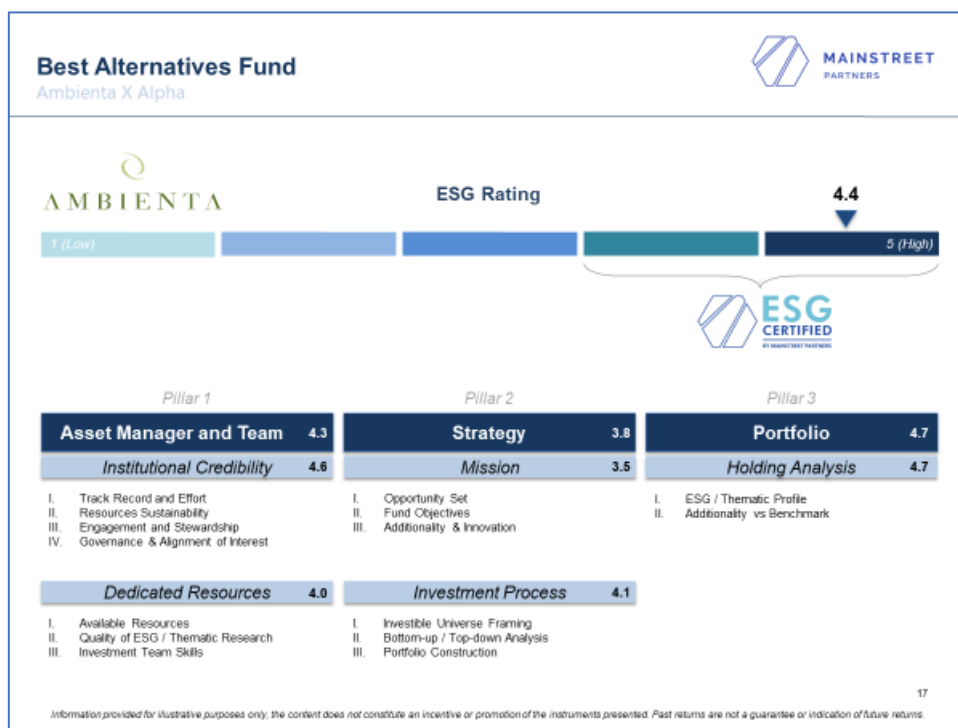 Best Alternatives Fund
Ambienta X Alpha
MAINSTREET
PARTNERS
AMBIENTA
ESG Rating
4.4
1 (Low)
5 (High)
ESG
CERTIFIED
BY MAINSTREET PARTNERS
Pillar 1
Asset Manager and Team 4.3
Institutional Credibility 4.6
I. Track Record and Effort
II. Resources Sustainability
III. Engagement and Stewardship
IV. Governance & Alignment of Interest
Dedicated Resources 4.0
I. Available Resources
II. Quality of ESG / Thematic Research
III. Investment Team Skills
Pillar 2
Strategy 3.8
Mission 3.5
I. Opportunity Set
II. Fund Objectives
III. Additionality & Innovation
Investment Process 4.1
I. Investible Universe Framing
II. Bottom-up / Top-down Analysis
III. Portfolio Construction
Pillar 3
Portfolio 4.7
Holding Analysis 4.7
I. ESG / Thematic Profile
II. Additionality vs Benchmark
17
Information provided for illustrative purposes only, the content does not constitute an incentive or promotion of the instruments presented. Past returns are not a guarantee or indication of future returns.